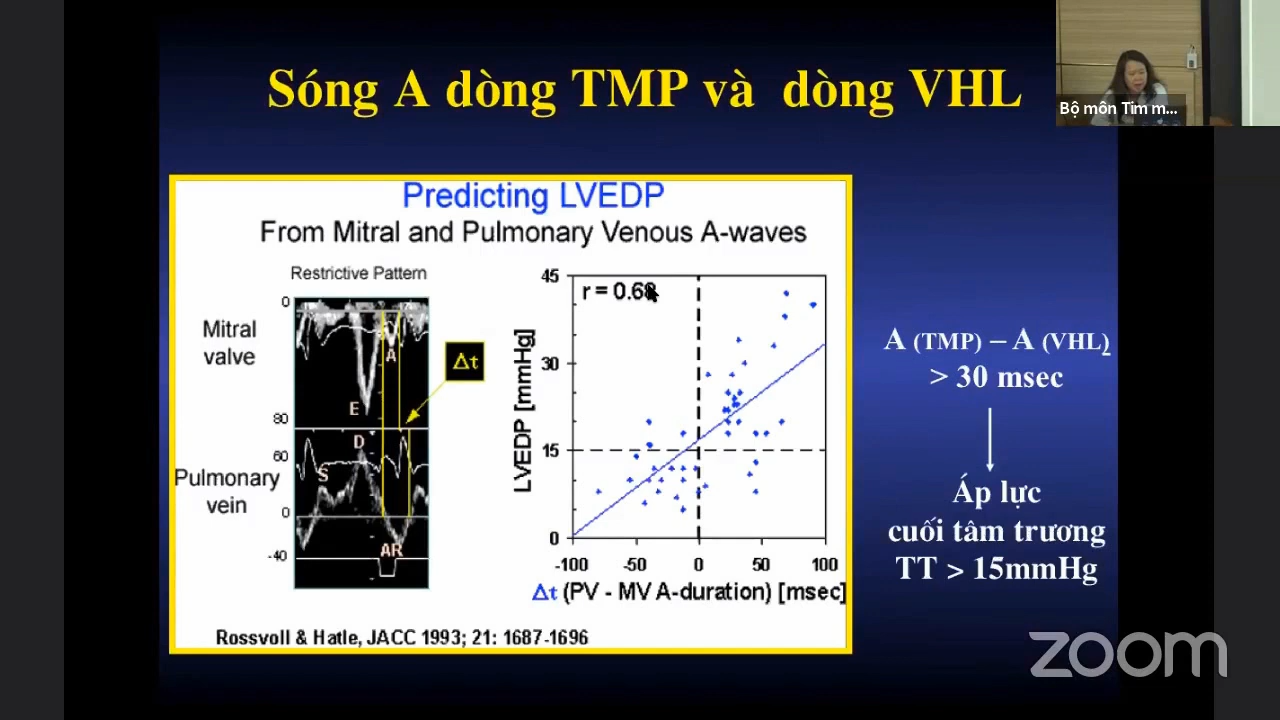 Sóng A dòng TMP và dòng VHL
Bộ môn Tim m...
Predicting LVEDP
From Mitral and Pulmonary Venous A-waves
Restrictive Pattern
Mitral
valve
0
80
A
E
Δt
Pulmonary
vein
60
0
-40
D
S
AR
r = 0.68
LVEDP [mmHg]
45
30
15
0
-100 -50 0 50 100
Δt (PV - MV A-duration) [msec]
Rossvoll & Hatle, JACC 1993; 21: 1687-1696
A (TMP) – A (VHL)
> 30 msec
Áp lực
cuối tâm trương
TT > 15mmHg
zoom